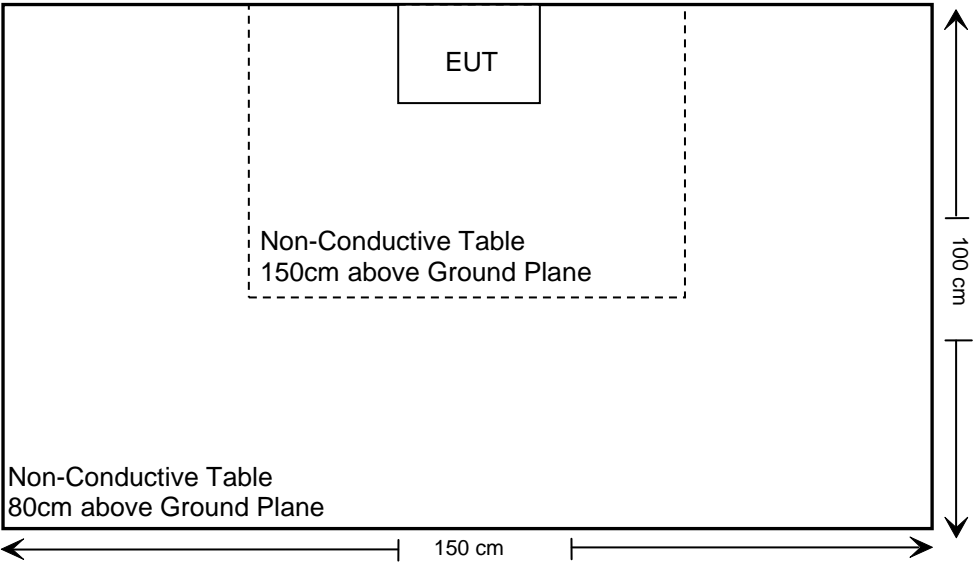 EUT
Non-Conductive Table
150cm above Ground Plane
100 cm
Non-Conductive Table
80cm above Ground Plane
150 cm